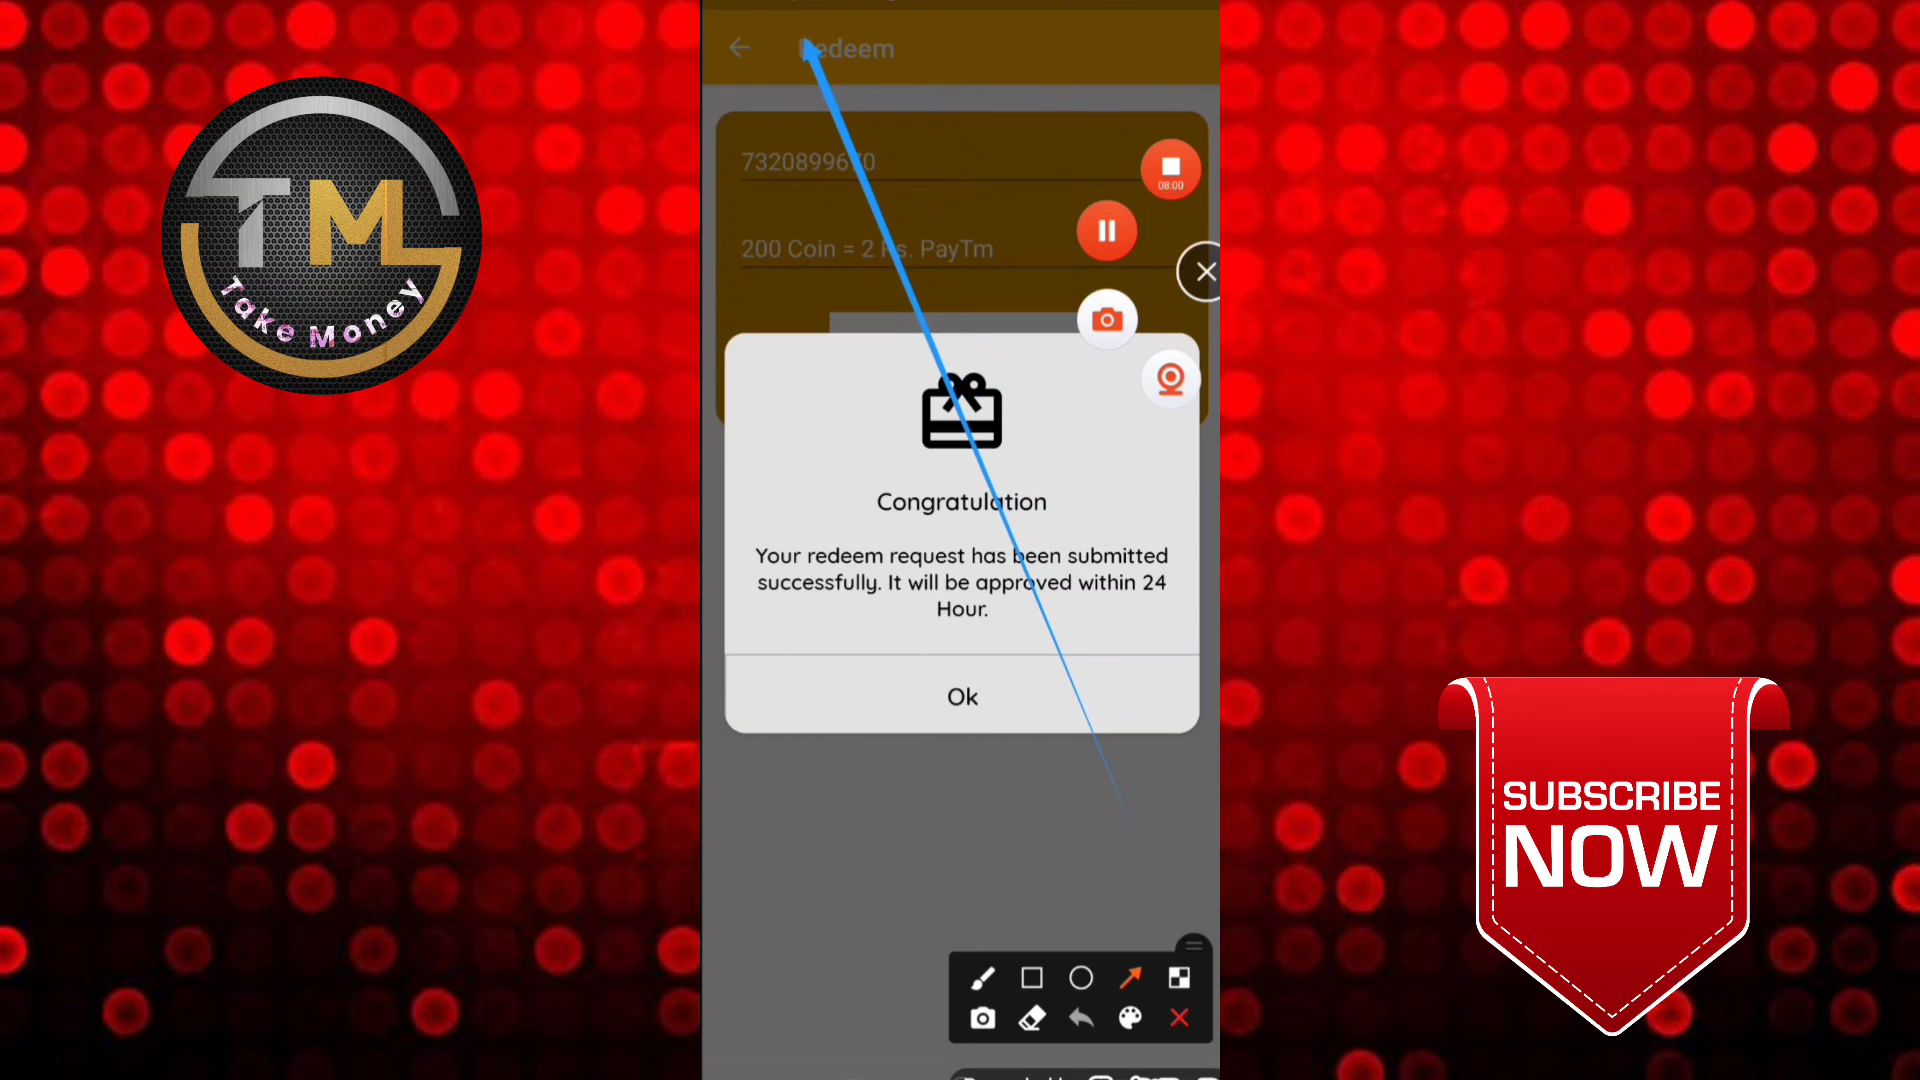 TM
Take Money
Redeem
08:00
200 Coin = 2 Rs. PayTm
Congratulation
Your redeem request has been submitted
successfully. It will be approved within 24
Hour.
Ok
SUBSCRIBE
NOW